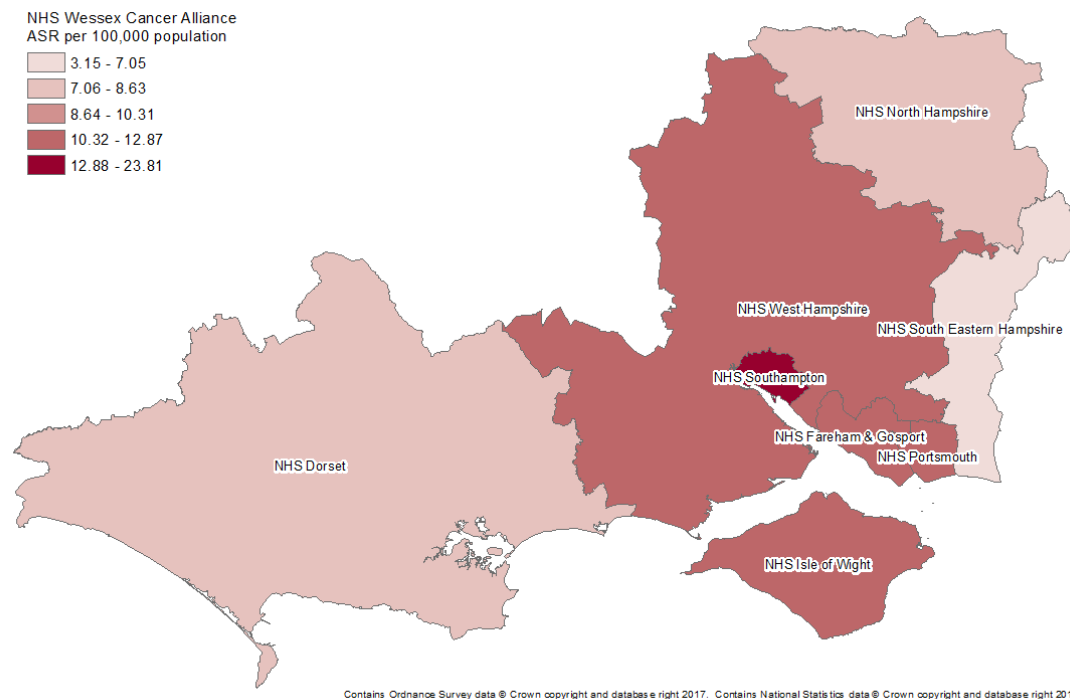 NHS Wessex Cancer Alliance
ASR per 100,000 population
3.15 - 7.05
7.06 - 8.63
8.64 - 10.31
10.32 - 12.87
12.88 - 23.81
NHS North Hampshire
NHS West Hampshire
NHS South Eastern Hampshire
NHS Southampton
NHS Fareham & Gosport
NHS Portsmouth
NHS Dorset
NHS Isle of Wight
Contains Ordnance Survey data © Crown copyright and database right 2017. Contains National Statistics data © Crown copyright and database right 201